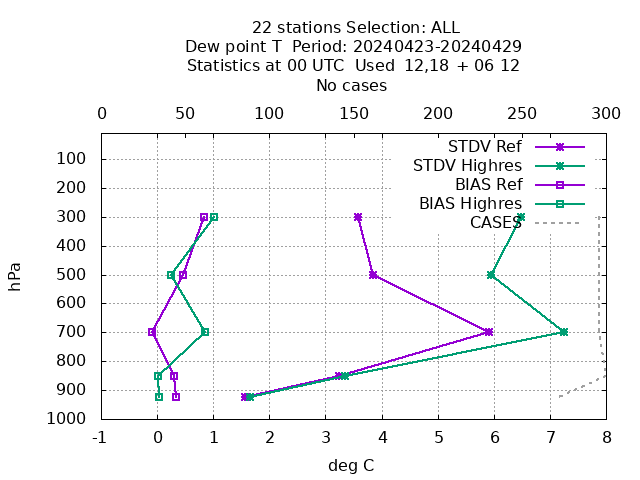 22 stations Selection: ALL
Dew point T  Period: 20240423-20240429
Statistics at 00 UTC  Used  12,18 + 06 12
No cases
0 50 100 150 200 250 300
STDV Ref
STDV Highres
BIAS Ref
BIAS Highres
CASES
hPa
100
200
300
400
500
600
700
800
900
1000
-1 0 1 2 3 4 5 6 7 8
deg C